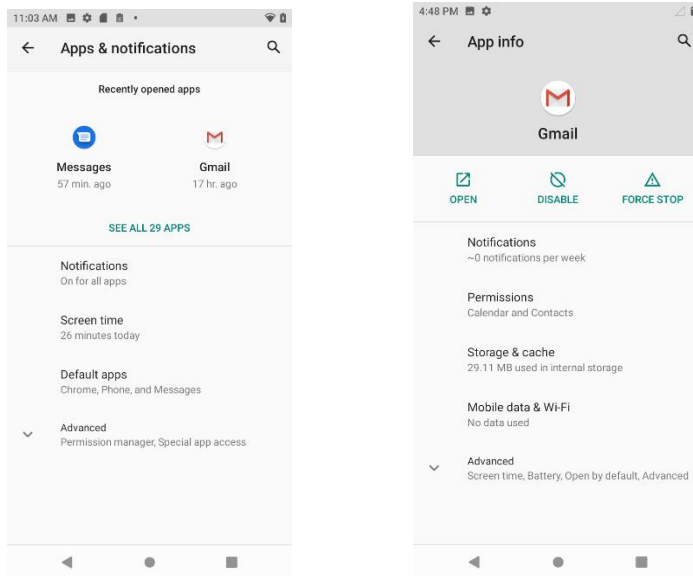 11:03 AM
Apps & notifications
Recently opened apps
Messages
57 min. ago
Gmail
17 hr. ago
SEE ALL 29 APPS
Notifications
On for all apps
Screen time
26 minutes today
Default apps
Chrome, Phone, and Messages
Advanced
Permission manager, Special app access
4:48 PM
App info
Gmail
OPEN
DISABLE
FORCE STOP
Notifications
~0 notifications per week
Permissions
Calendar and Contacts
Storage & cache
29.11 MB used in internal storage
Mobile data & Wi-Fi
No data used
Advanced
Screen time, Battery, Open by default, Advanced